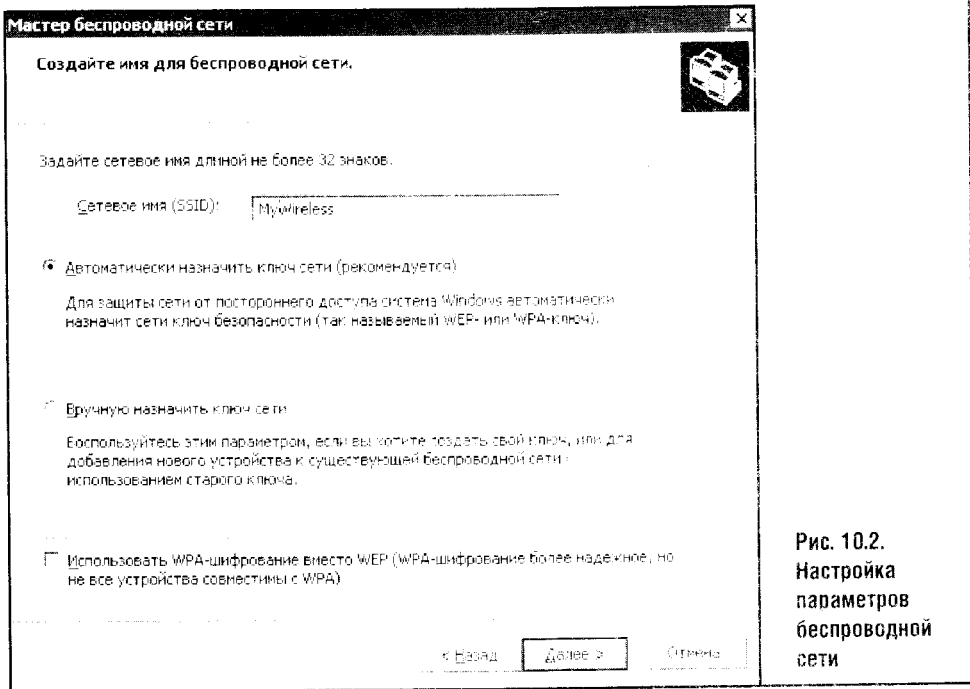 Мастер беспроводной сети
Создайте имя для беспроводной сети.
Задайте сетевое имя длиной не более 32 знаков.
Сетевое имя (SSID): MyWireless
Автоматически назначить ключ сети (рекомендуется)
Для защиты сети от постороннего доступа система Windows автоматически
назначит сети ключ безопасности (так называемый WEP- или WPA-ключ).
Вручную назначить ключ сети
Воспользуйтесь этим параметром, если вы хотите создать свой ключ, или для
добавления нового устройства к существующей беспроводной сети с
использованием старого ключа.
Использовать WPA-шифрование вместо WEP (WPA-шифрование более надежное, но
не все устройства совместимы с WPA)
< Назад Далее > Отмена
Рис. 10.2.
Настройка
параметров
беспроводной
сети